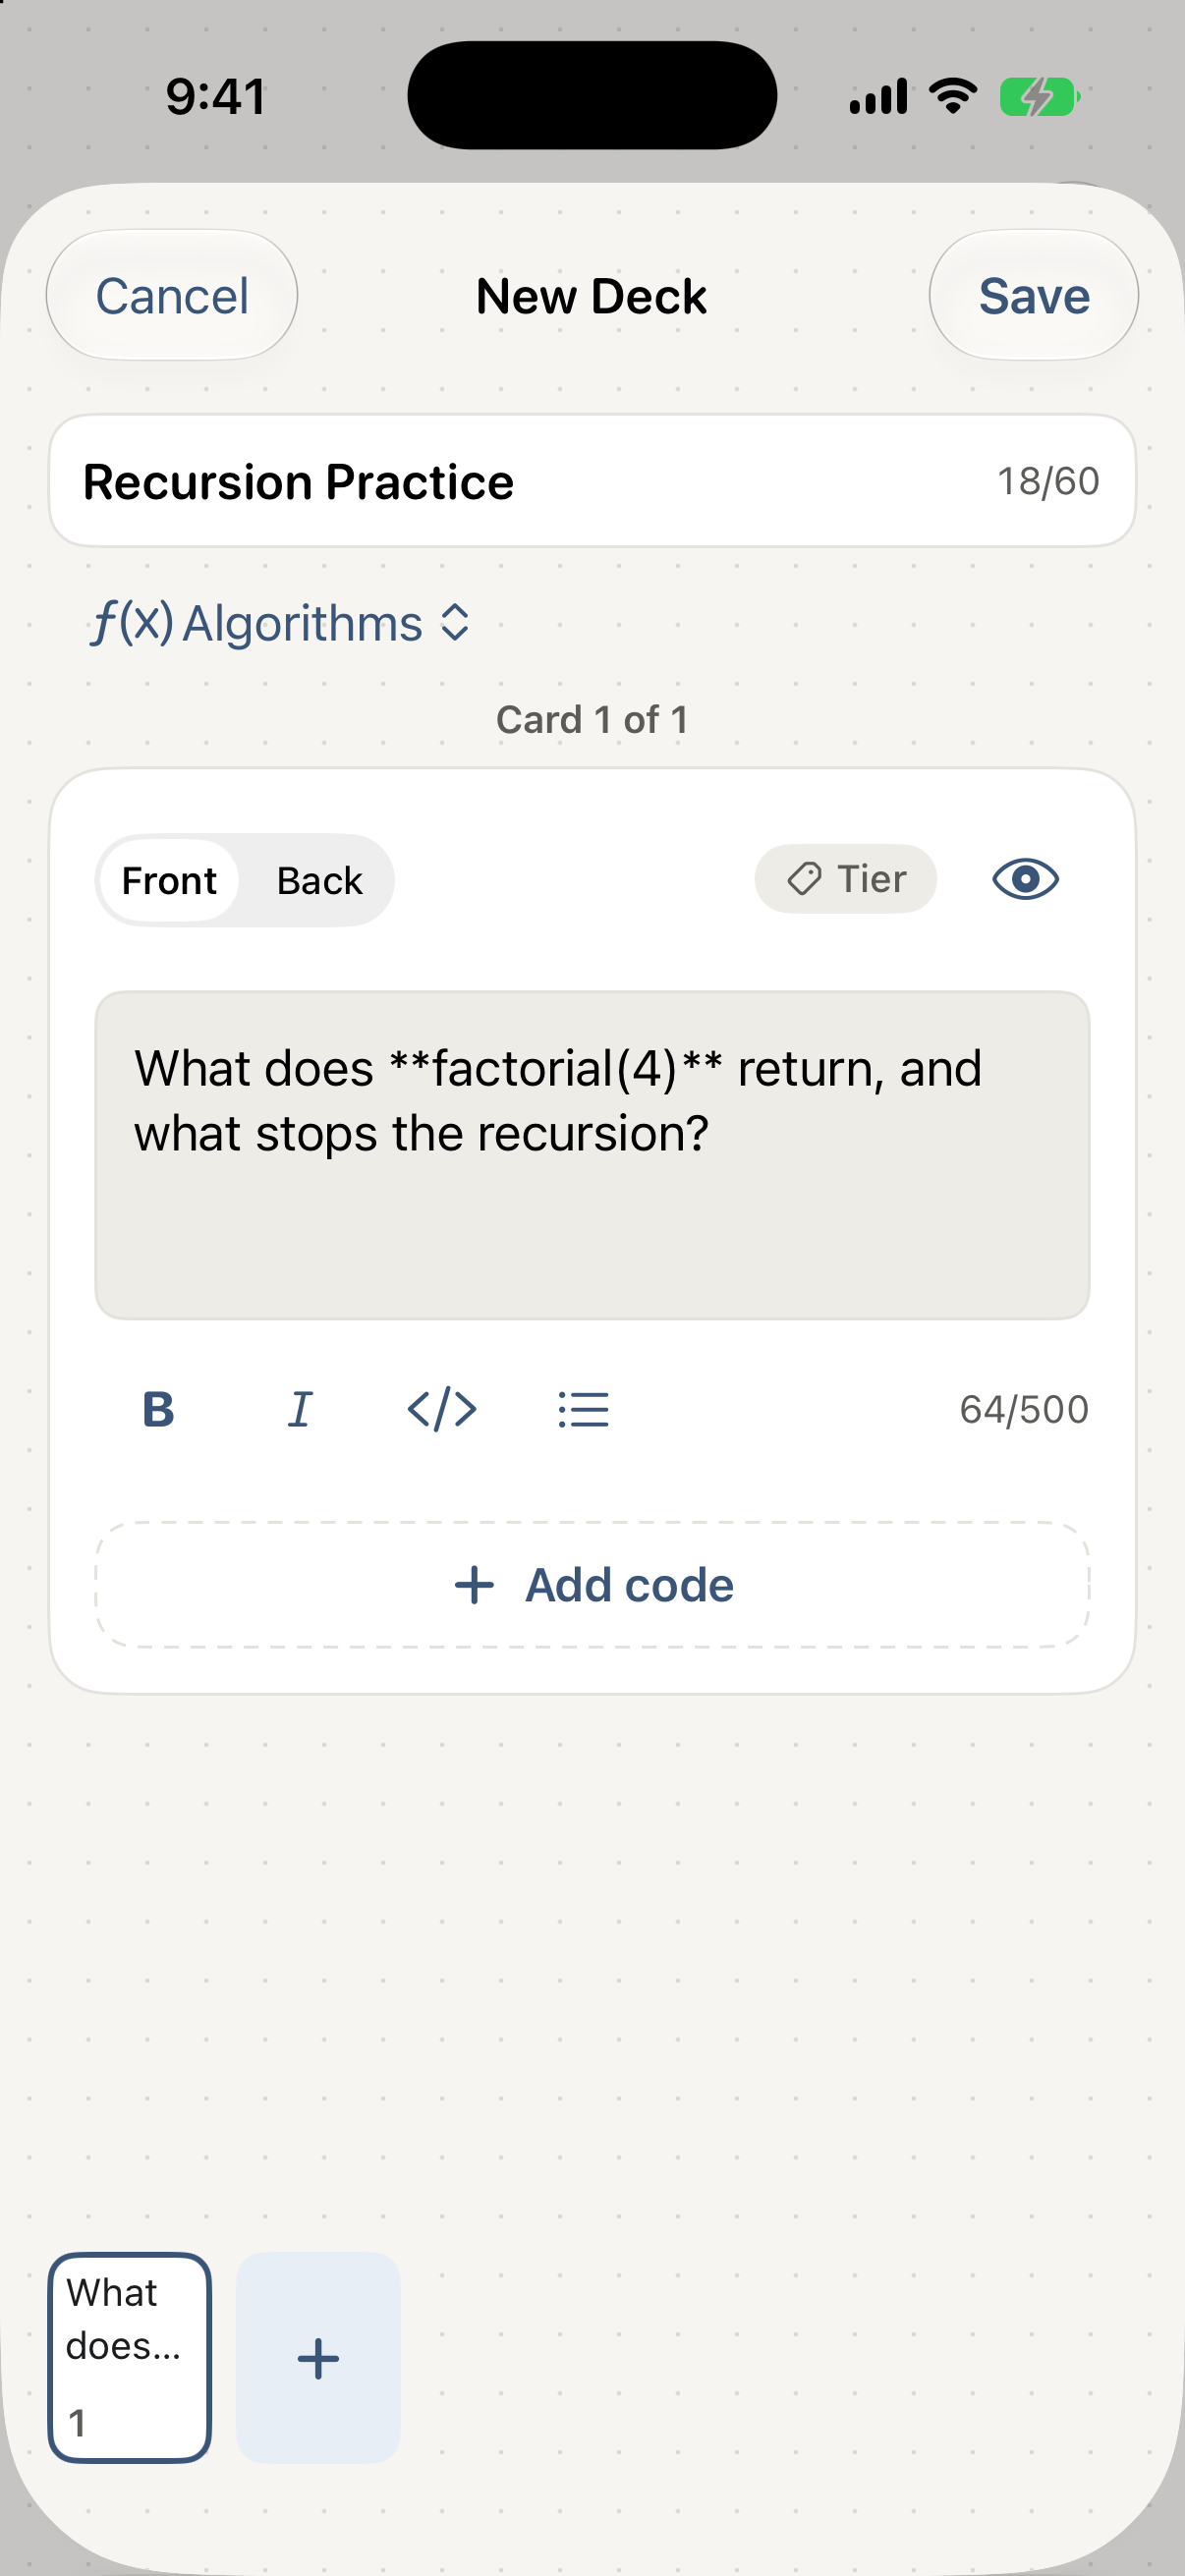 9:41
Cancel
New Deck
Save
Recursion Practice
18/60
ƒ(x) Algorithms
Card 1 of 1
Front
Back
Tier
What does **factorial(4)** return, and
what stops the recursion?
B
I
</>
64/500
+ Add code
What
does...
1
+